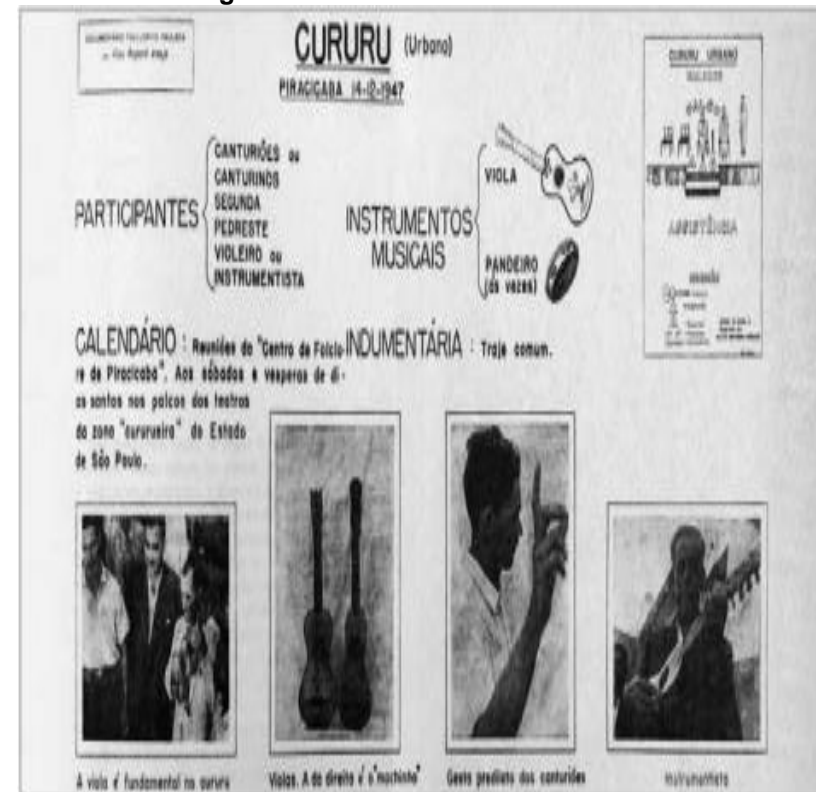 CURURU (Urbano)
PIRACICABA 14-12-1947
PARTICIPANTES
CANTURIÕES ou
CANTURINOS
SEGUNDA
PEDRESTE
VIOLEIRO ou
INSTRUMENTISTA
INSTRUMENTOS
MUSICAIS
VIOLA
PANDEIRO
(às vezes)
CURURU URBANO
PALCO
ASSISTÊNCIA
CALENDÁRIO : Reuniões do "Centro de Folclo-
re de Piracicaba". Aos sábados e vesperas de di-
as santos nos palcos dos teatros
da zona "cururueira" do Estado
de São Paulo.
INDUMENTÁRIA : Traje comum.
A viola é fundamental no cururu
Violas. A da direita é o "machinho"
Gesto predileto dos canturiões
Instrumentista